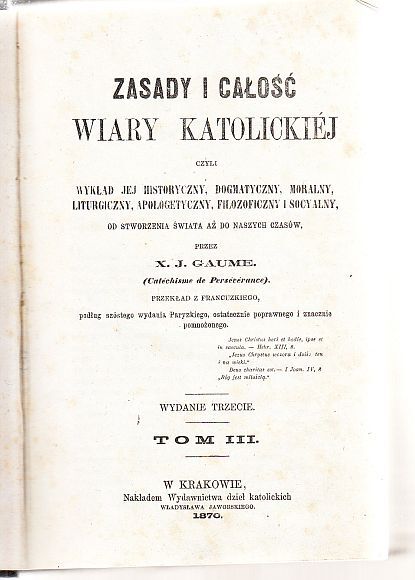 ZASADY I CAŁOŚĆ
WIARY KATOLICKIÉJ
CZYLI
WYKŁAD JEJ HISTORYCZNY, DOGMATYCZNY, MORALNY,
LITURGICZNY, APOLOGETYCZNY, FILOZOFICZNY I SOCYALNY,
OD STWORZENIA ŚWIATA AŻ DO NASZYCH CZASÓW,
PRZEZ
X. J. GAUME.
(Catéchisme de Persévérance).
PRZEKŁAD Z FRANCUZKIEGO,
podług szóstego wydania Paryzkiego, ostatecznie poprawnego i znacznie
pomnożonego.
Jesus Christus heri et hodie, ipse et
in saecula. — Hebr. XIII, 8.
„Jezus Chrystus wczora i dziś: ten
i na wieki."
Deus charitas est. — I Joan. IV, 8
„Bóg jest miłością."
WYDANIE TRZECIE.
TOM III.
W KRAKOWIE,
Nakładem Wydawnictwa dzieł katolickich
WŁADYSŁAWA JAWORSKIEGO.
1870.